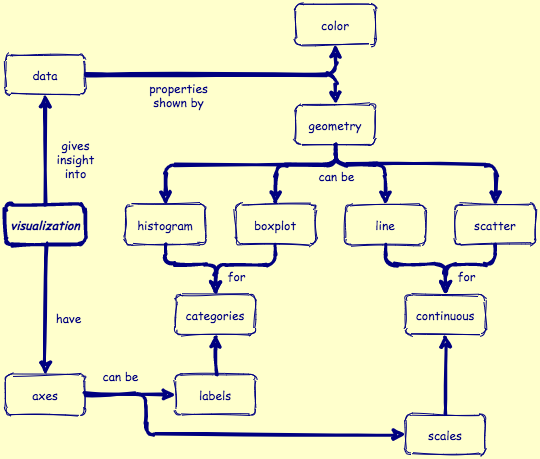 color
data
properties
shown by
geometry
gives
insight
into
can be
visualization
histogram
boxplot
line
scatter
for
for
categories
continuous
have
can be
axes
labels
scales